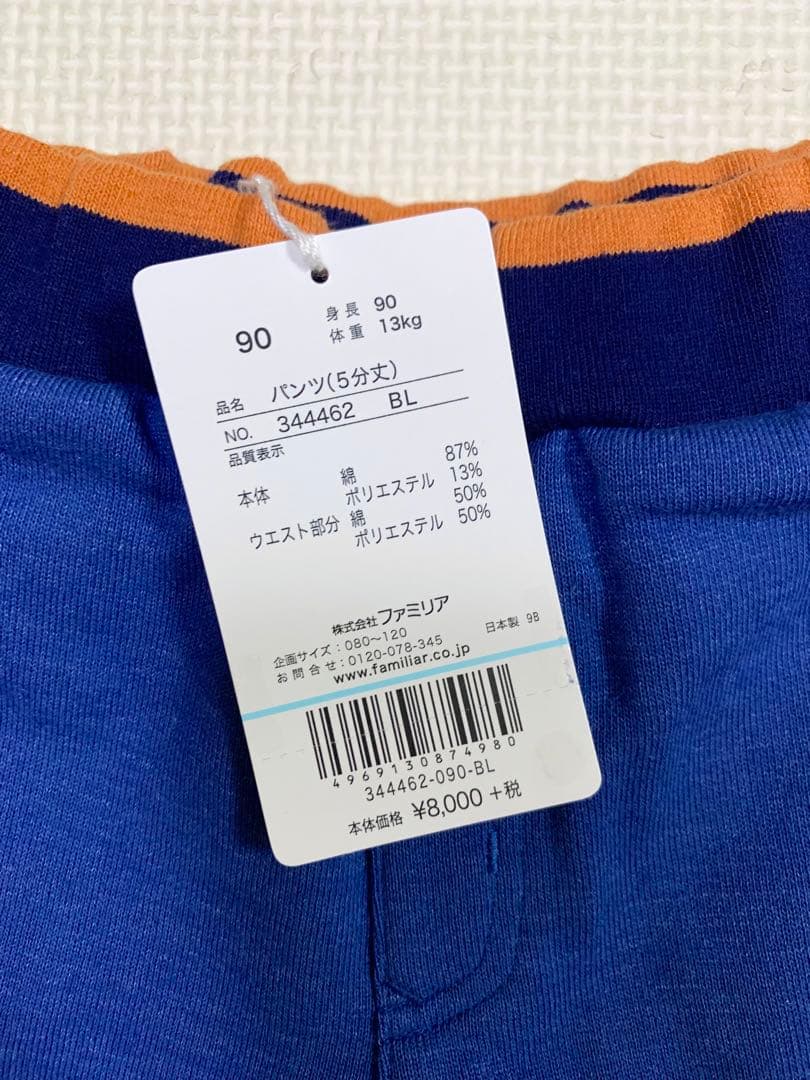 90
身長 90
体重 13kg
品名 パンツ(5分丈)
NO. 344462 BL
品質表示
本体 綿 87%
ポリエステル 13%
ウエスト部分 綿 50%
ポリエステル 50%
株式会社ファミリア
企画サイズ:080〜120 日本製 9B
お問合せ:0120-078-345
www.familiar.co.jp
4969130874980
344462-090-BL
本体価格 ¥8,000 +税